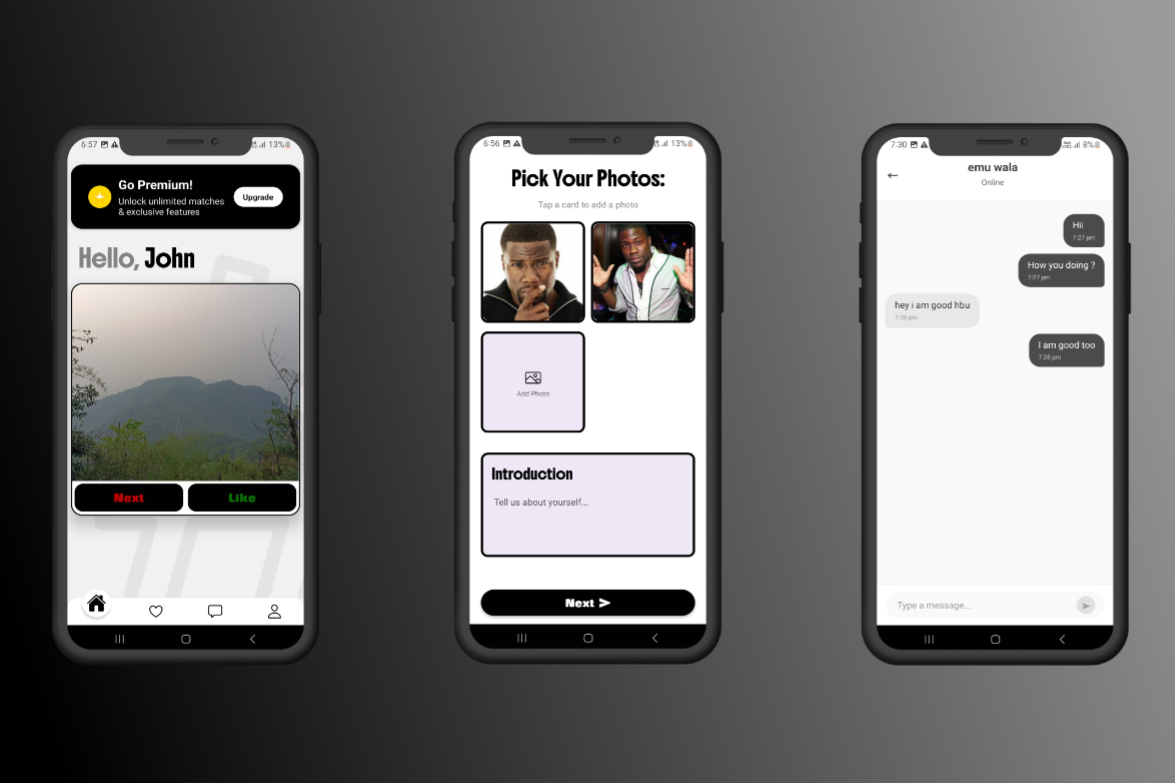 6:57
13%
Go Premium!
Unlock unlimited matches
& exclusive features
Upgrade
Hello, John
Next
Like
6:56
13%
Pick Your Photos:
Tap a card to add a photo
Add Photo
Introduction
Tell us about yourself...
Next
7:30
8%
emu wala
Online
Hii
7:27 pm
How you doing ?
7:27 pm
hey i am good hbu
7:28 pm
I am good too
7:28 pm
Type a message...